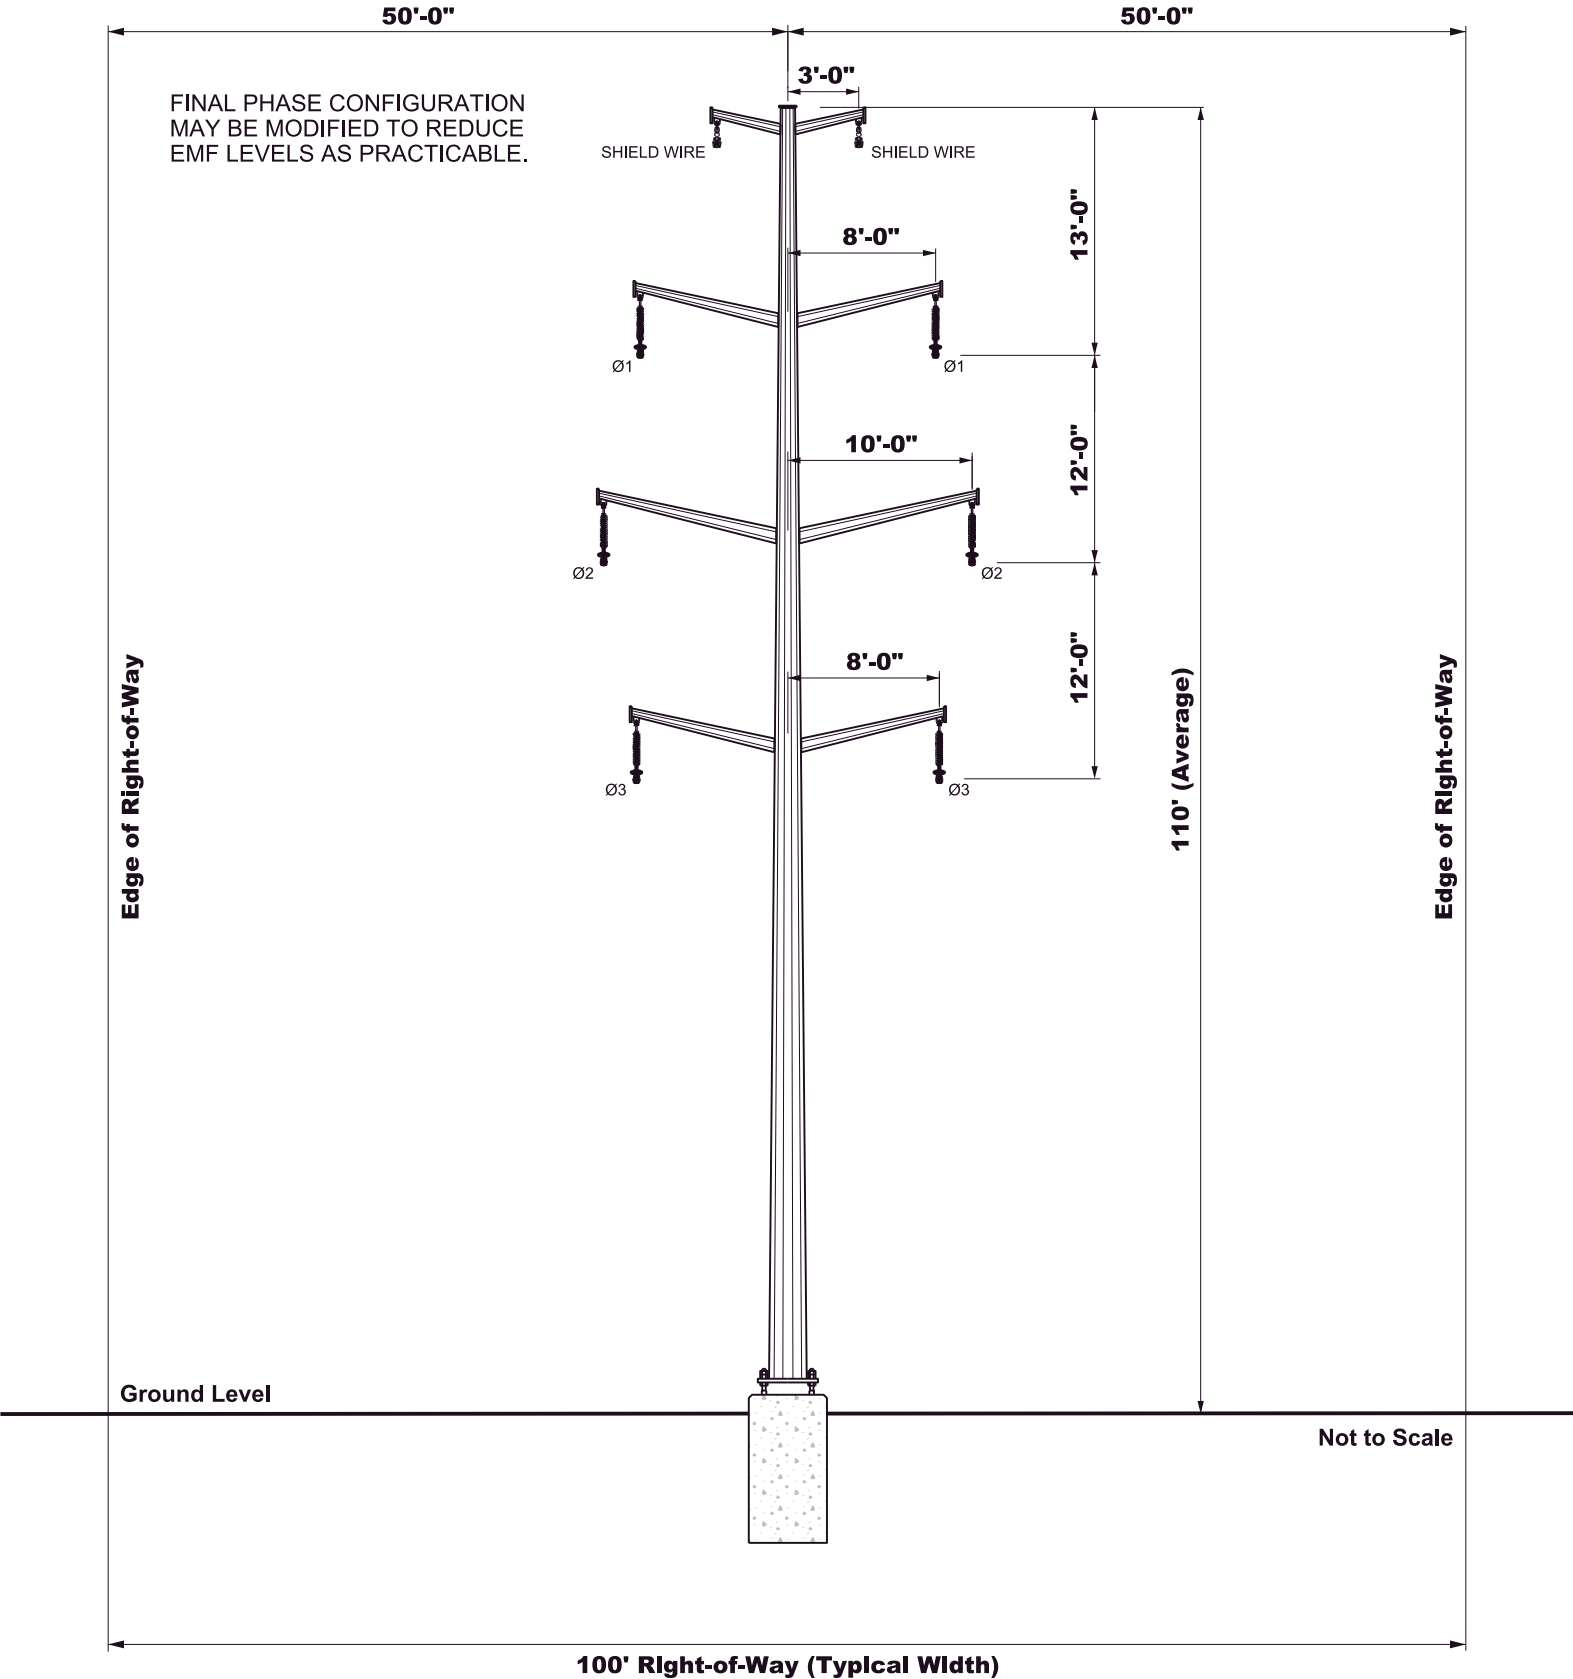 50'-0"
50'-0"
3'-0"
FINAL PHASE CONFIGURATION
MAY BE MODIFIED TO REDUCE
EMF LEVELS AS PRACTICABLE.
SHIELD WIRE
SHIELD WIRE
13'-0"
8'-0"
Ø1
Ø1
10'-0"
12'-0"
Ø2
Ø2
8'-0"
12'-0"
Ø3
Ø3
110' (Average)
Edge of Right-of-Way
Edge of Right-of-Way
Ground Level
Not to Scale
100' Right-of-Way (Typical Width)